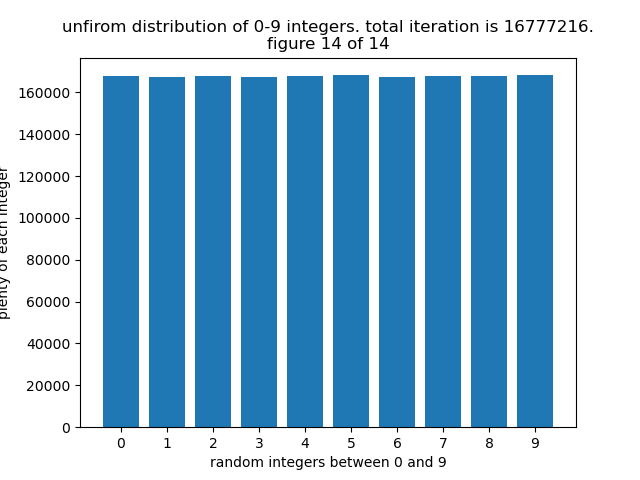 unfirom distribution of 0-9 integers. total iteration is 16777216.
figure 14 of 14
160000
140000
120000
100000
80000
60000
40000
20000
0
plenty of each integer
0 1 2 3 4 5 6 7 8 9
random integers between 0 and 9